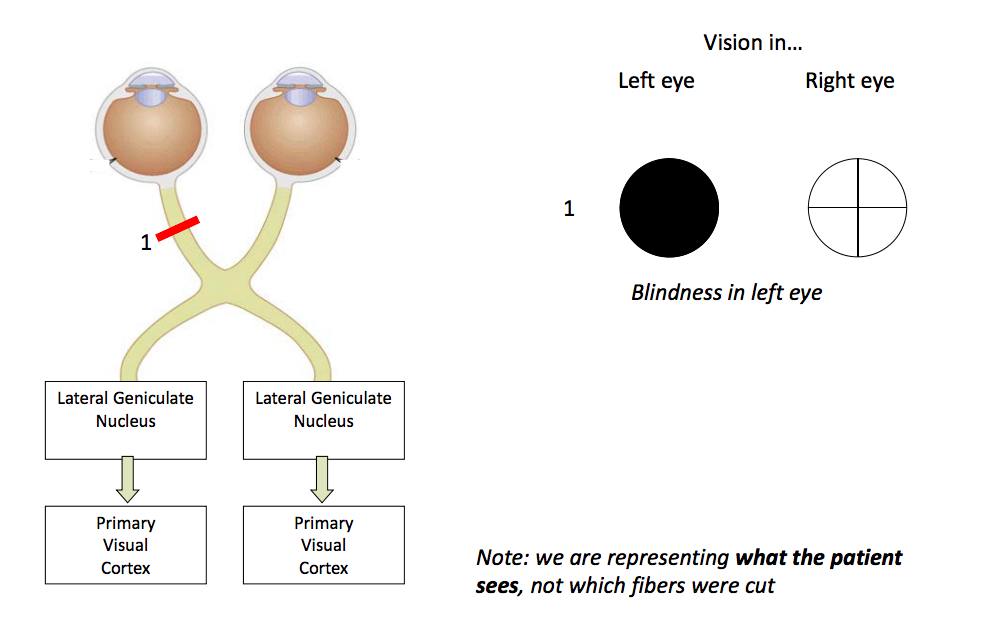 Vision in…
Left eye
Right eye
1
1
Blindness in left eye
Lateral Geniculate
Nucleus
Lateral Geniculate
Nucleus
Primary
Visual
Cortex
Primary
Visual
Cortex
Note: we are representing what the patient
sees, not which fibers were cut